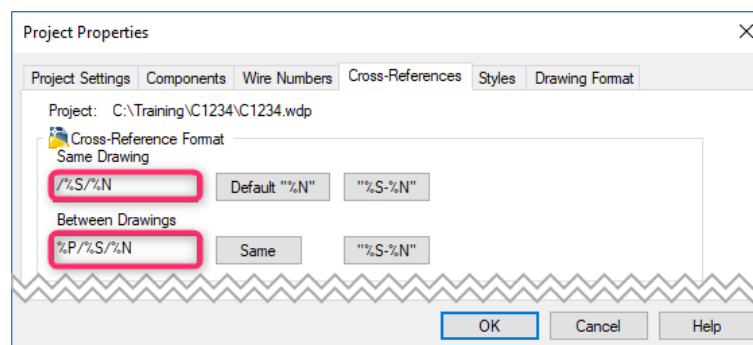 Project Properties
Project Settings Components Wire Numbers Cross-References Styles Drawing Format
Project: C:\Training\C1234\C1234.wdp
Cross-Reference Format
Same Drawing
/%S/%N Default "%N" "%S-%N"
Between Drawings
%P/%S/%N Same "%S-%N"
OK Cancel Help